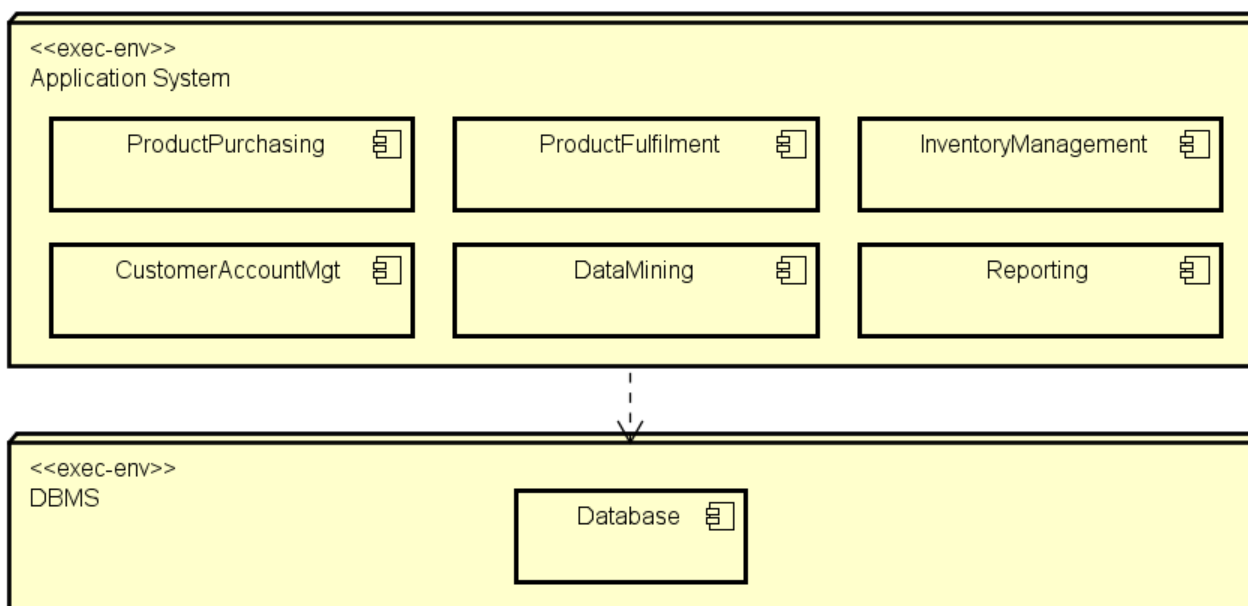 <<exec-env>>
Application System
ProductPurchasing
ProductFulfilment
InventoryManagement
CustomerAccountMgt
DataMining
Reporting
<<exec-env>>
DBMS
Database